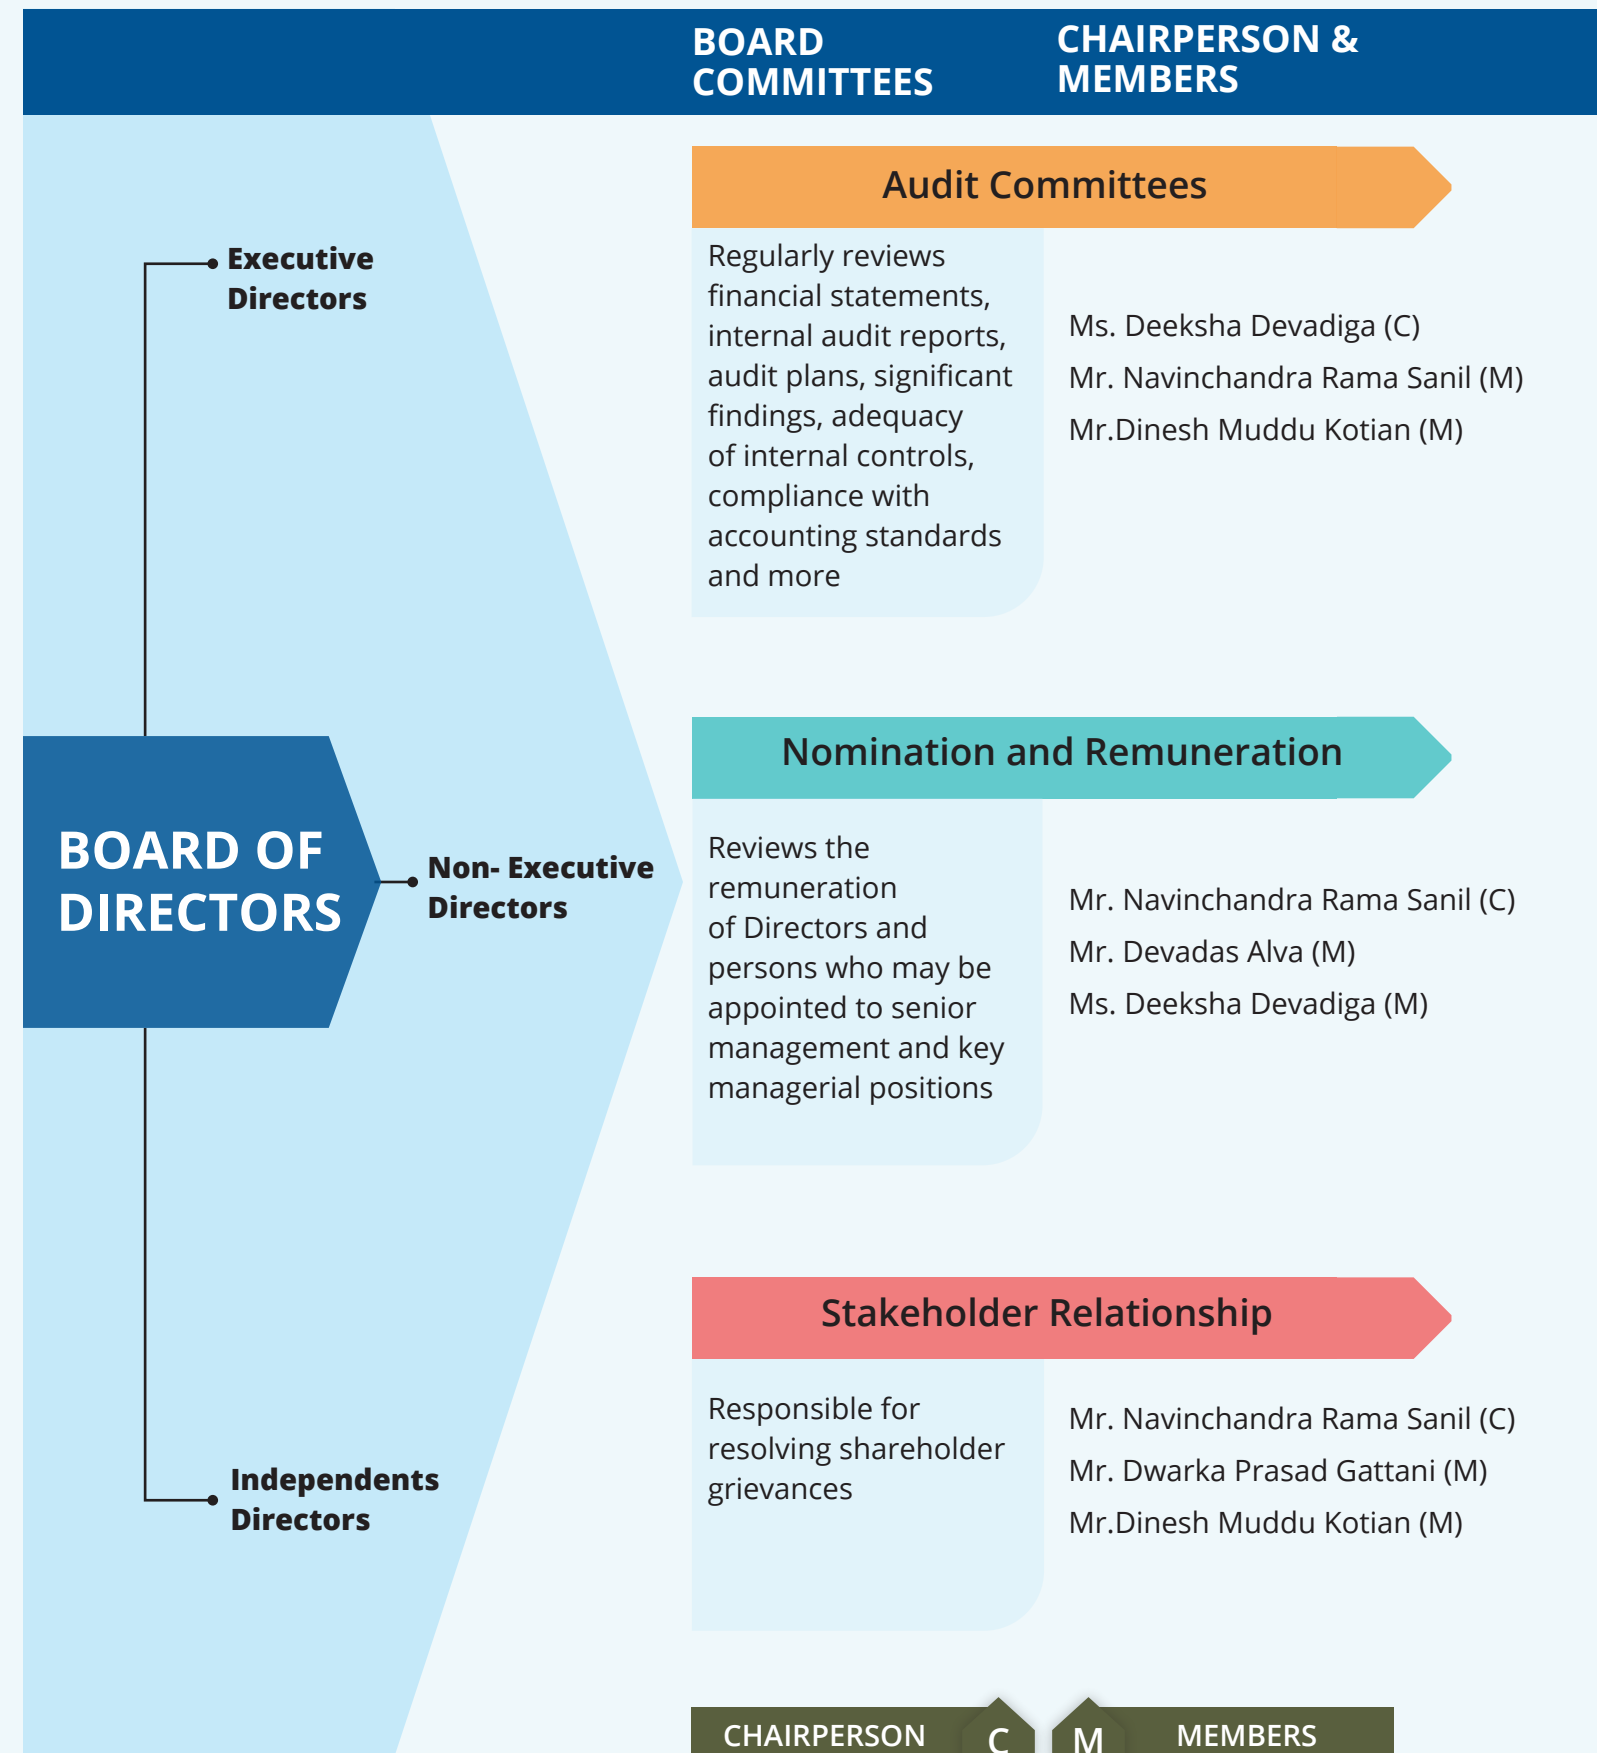 BOARD
COMMITTEES
CHAIRPERSON &
MEMBERS
Executive
Directors
BOARD OF
DIRECTORS
Non- Executive
Directors
Independents
Directors
Audit Committees
Regularly reviews
financial statements,
internal audit reports,
audit plans, significant
findings, adequacy
of internal controls,
compliance with
accounting standards
and more
Ms. Deeksha Devadiga (C)
Mr. Navinchandra Rama Sanil (M)
Mr.Dinesh Muddu Kotian (M)
Nomination and Remuneration
Reviews the
remuneration
of Directors and
persons who may be
appointed to senior
management and key
managerial positions
Mr. Navinchandra Rama Sanil (C)
Mr. Devadas Alva (M)
Ms. Deeksha Devadiga (M)
Stakeholder Relationship
Responsible for
resolving shareholder
grievances
Mr. Navinchandra Rama Sanil (C)
Mr. Dwarka Prasad Gattani (M)
Mr.Dinesh Muddu Kotian (M)
CHAIRPERSON C M MEMBERS